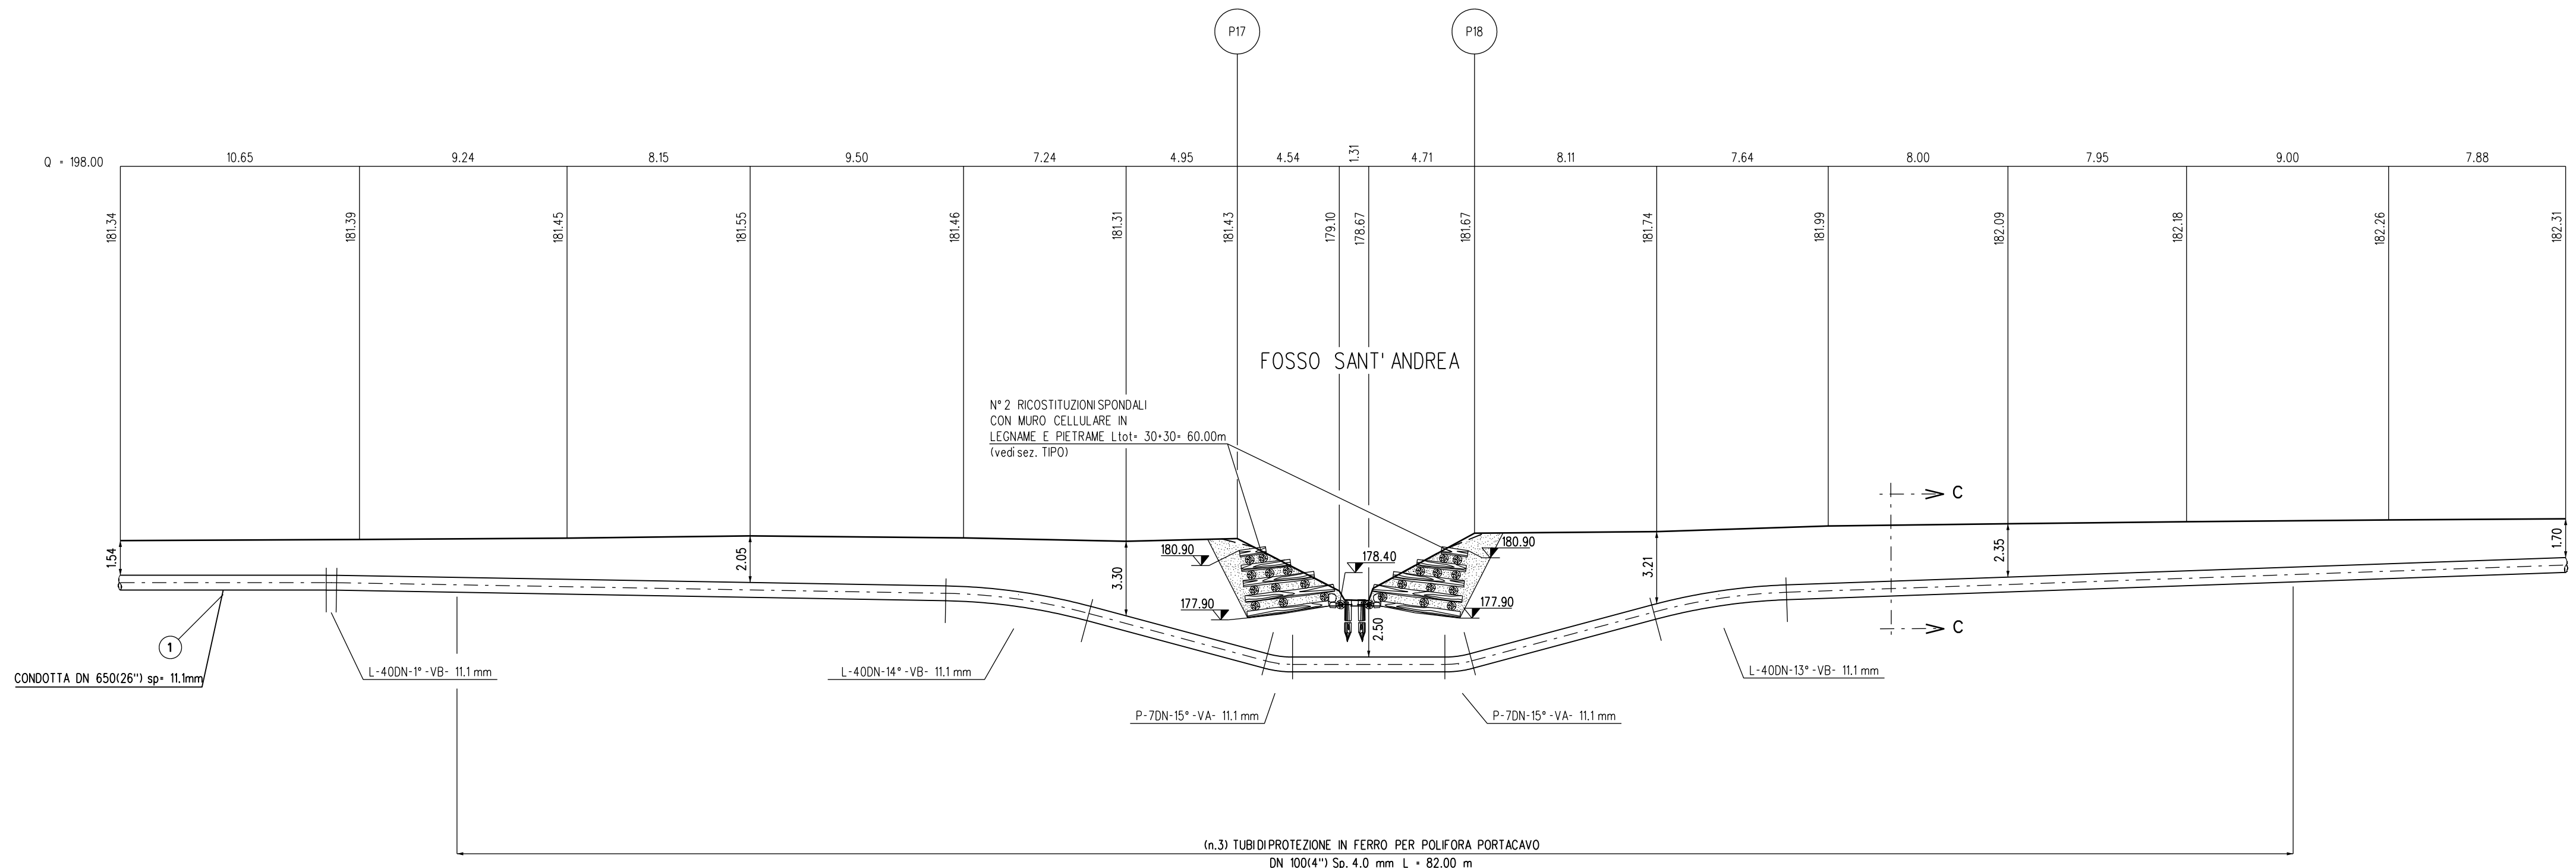 P17
P18
Q = 198.00
10.65
9.24
8.15
9.50
7.24
4.95
4.54
1.31
4.71
8.11
7.64
8.00
7.95
9.00
7.88
181.34
181.39
181.45
181.55
181.46
181.31
181.43
179.10
178.67
181.67
181.74
181.99
182.09
182.18
182.26
182.31
FOSSO SANT'ANDREA
N° 2 RICOSTITUZIONI SPONDALI
CON MURO CELLULARE IN
LEGNAME E PIETRAME Ltot= 30+30= 60.00m
(vedi sez. TIPO)
C
1.54
2.05
3.30
180.90
178.40
180.90
3.21
2.35
1.70
177.90
177.90
2.50
C
1
CONDOTTA DN 650(26'') sp= 11.1mm
L-40DN-1°-VB- 11.1 mm
L-40DN-14°-VB- 11.1 mm
L-40DN-13°-VB- 11.1 mm
P-7DN-15°-VA- 11.1 mm
P-7DN-15°-VA- 11.1 mm
(n.3) TUBI DI PROTEZIONE IN FERRO PER POLIFORA PORTACAVO
DN 100(4'') Sp. 4.0 mm L = 82.00 m